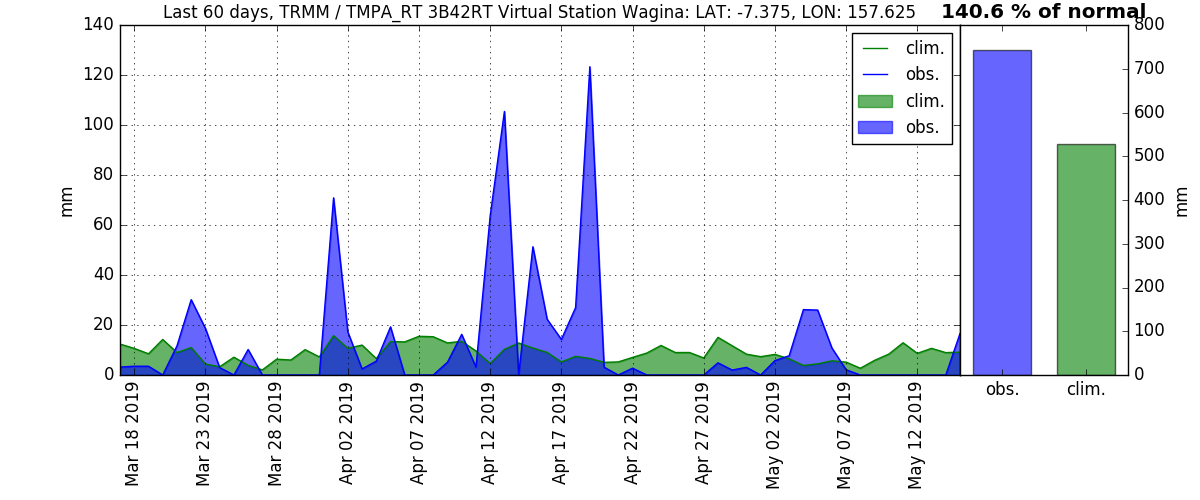 Last 60 days, TRMM / TMPA_RT 3B42RT Virtual Station Wagina: LAT: -7.375, LON: 157.625
140.6 % of normal
140
120
100
80
60
40
20
0
mm
clim.
obs.
clim.
obs.
800
700
600
500
400
300
200
100
0
mm
obs.
clim.
Mar 18 2019
Mar 23 2019
Mar 28 2019
Apr 02 2019
Apr 07 2019
Apr 12 2019
Apr 17 2019
Apr 22 2019
Apr 27 2019
May 02 2019
May 07 2019
May 12 2019